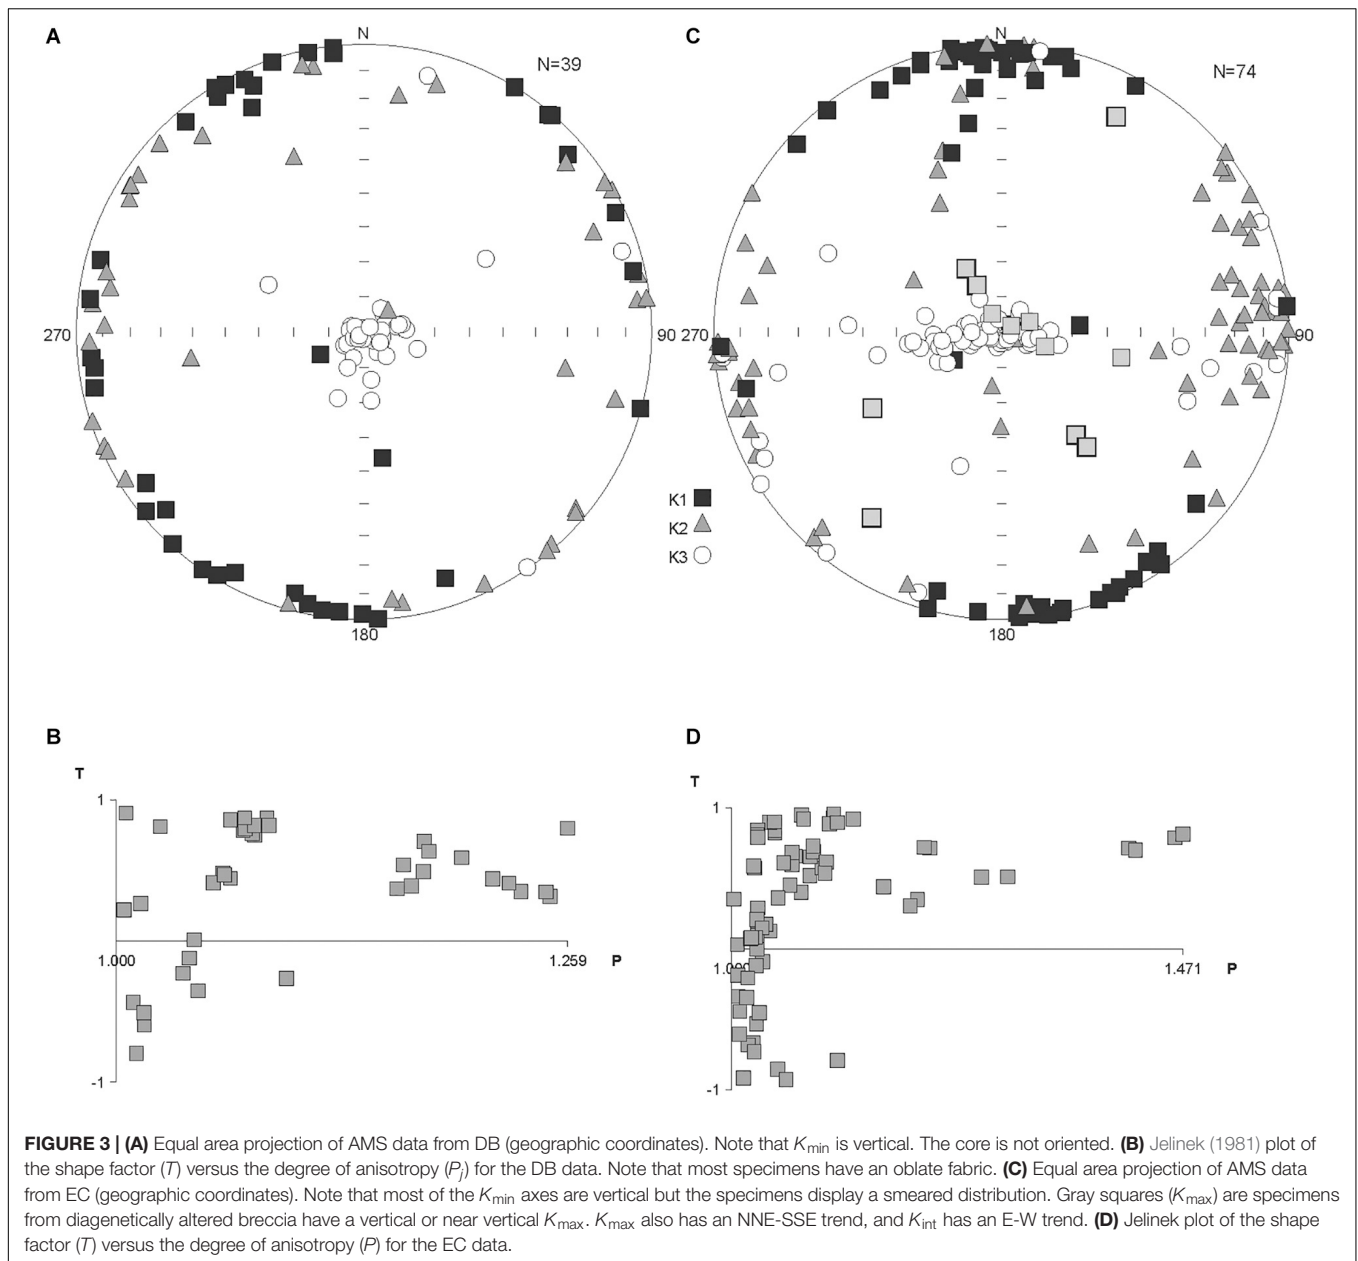 A
N
N=39
270
90
180
C
N
N=74
270
90
180
K1
K2
K3
B
T
1
1.000
1.259
P
-1
D
T
1
1.000
1.471
P
-1
FIGURE 3 | (A) Equal area projection of AMS data from DB (geographic coordinates). Note that Kmin is vertical. The core is not oriented. (B) Jelinek (1981) plot of
the shape factor (T) versus the degree of anisotropy (Pj) for the DB data. Note that most specimens have an oblate fabric. (C) Equal area projection of AMS data
from EC (geographic coordinates). Note that most of the Kmin axes are vertical but the specimens display a smeared distribution. Gray squares (Kmax) are specimens
from diagenetically altered breccia have a vertical or near vertical Kmax. Kmax also has an NNE-SSE trend, and Kint has an E-W trend. (D) Jelinek plot of the shape
factor (T) versus the degree of anisotropy (P) for the EC data.